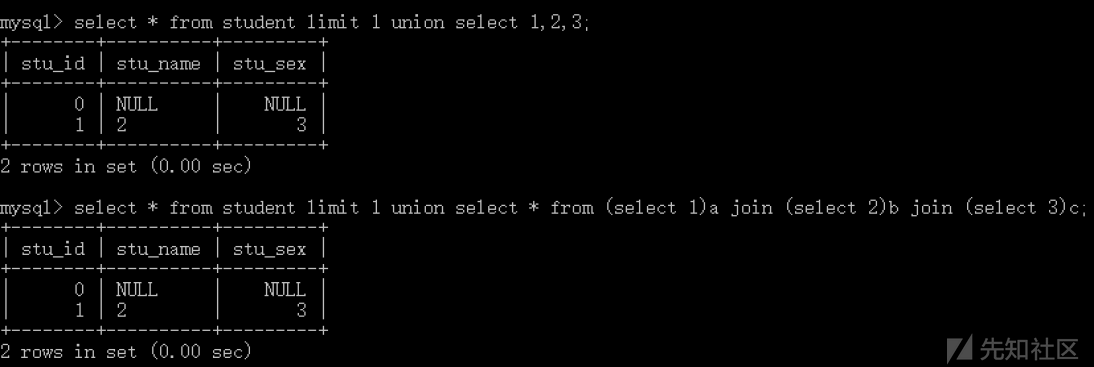 mysql> select * from student limit 1 union select 1,2,3;
+--------+----------+---------+
| stu_id | stu_name | stu_sex |
+--------+----------+---------+
|      0 | NULL     |    NULL |
|      1 | 2        |       3 |
+--------+----------+---------+
2 rows in set (0.00 sec)
mysql> select * from student limit 1 union select * from (select 1)a join (select 2)b join (select 3)c;
+--------+----------+---------+
| stu_id | stu_name | stu_sex |
+--------+----------+---------+
|      0 | NULL     |    NULL |
|      1 | 2        |       3 |
+--------+----------+---------+
2 rows in set (0.00 sec)
先知社区